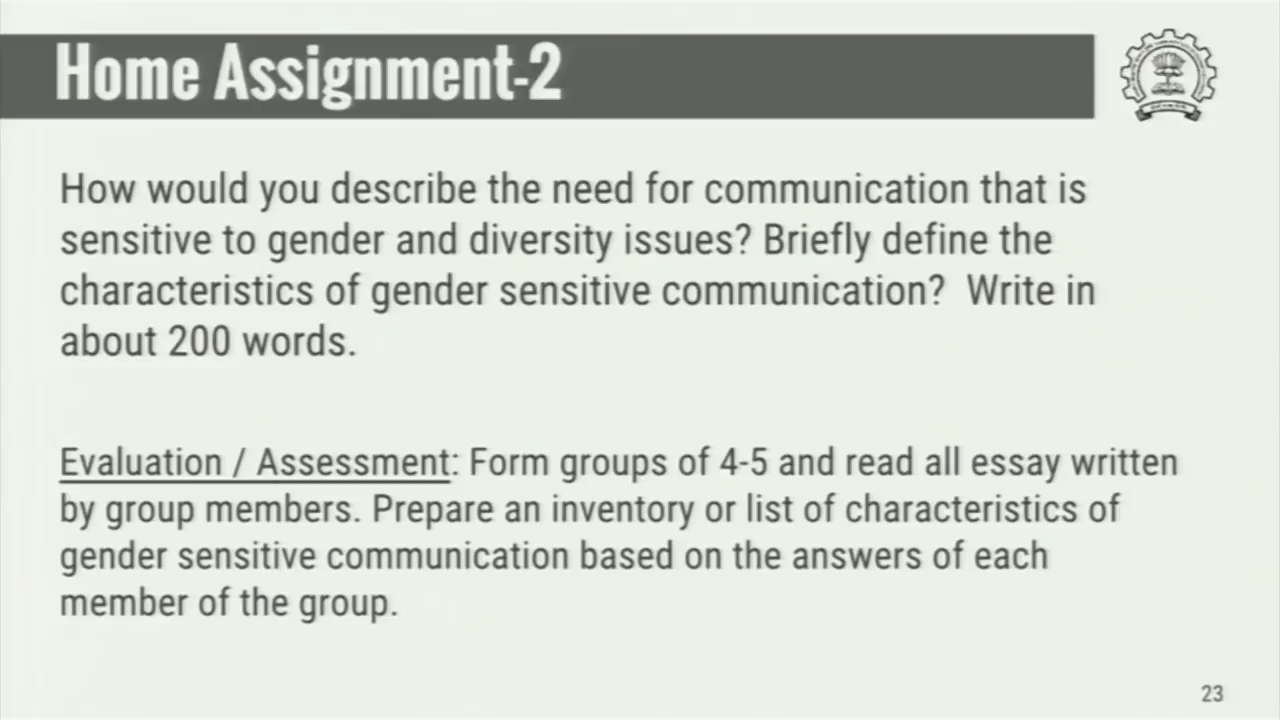 Home Assignment-2
How would you describe the need for communication that is
sensitive to gender and diversity issues? Briefly define the
characteristics of gender sensitive communication?  Write in
about 200 words.
Evaluation / Assessment: Form groups of 4-5 and read all essay written
by group members. Prepare an inventory or list of characteristics of
gender sensitive communication based on the answers of each
member of the group.
23